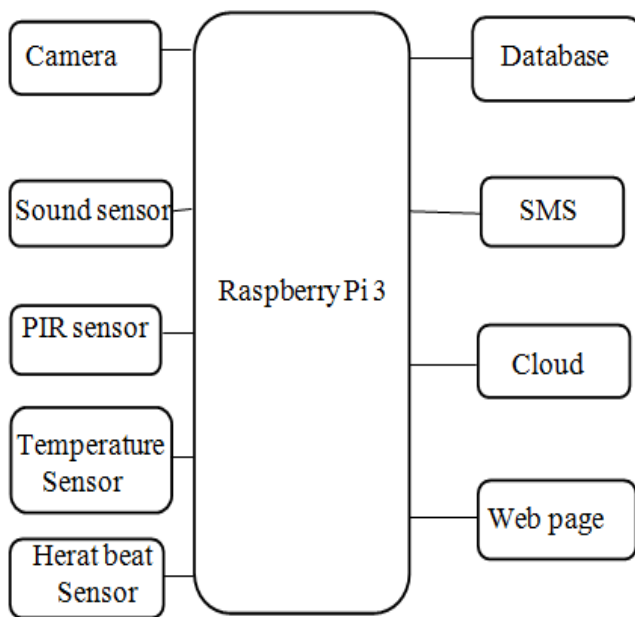 Camera
Sound sensor
PIR sensor
Temperature
Sensor
Herat beat
Sensor
Raspberry Pi 3
Database
SMS
Cloud
Web page